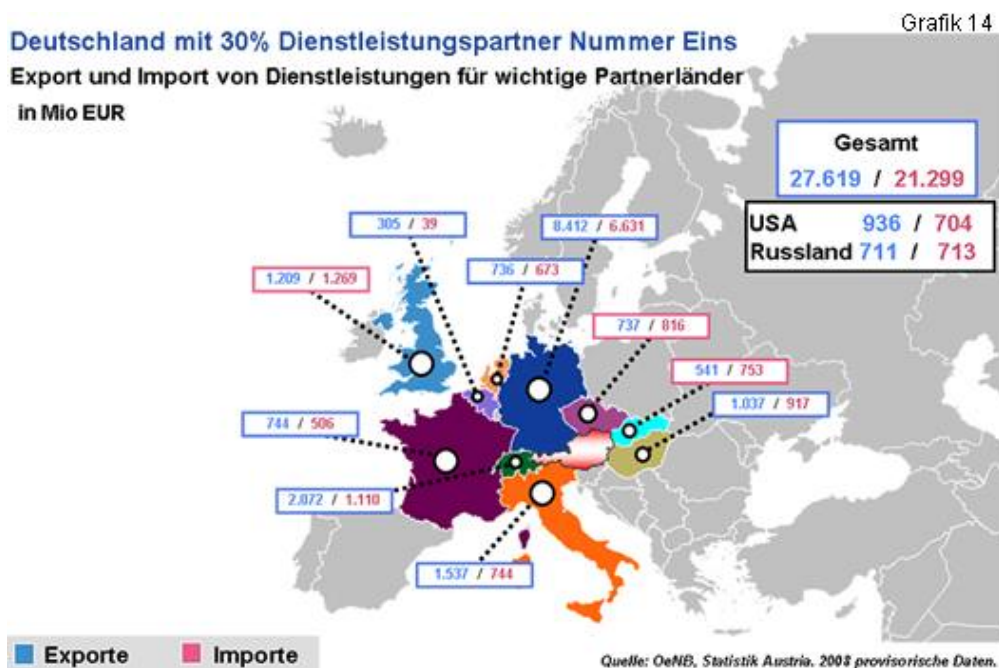 Grafik 14
Deutschland mit 30% Dienstleistungspartner Nummer Eins
Export und Import von Dienstleistungen für wichtige Partnerländer
in Mio EUR
Gesamt
27.619 / 21.299
USA 936 / 704
Russland 711 / 713
305 / 39
8.412 / 6.631
736 / 673
1.209 / 1.269
737 / 816
541 / 753
1.037 / 917
744 / 506
2.072 / 1.110
1.537 / 744
Exporte
Importe
Quelle: OeNB, Statistik Austria. 2008 provisorische Daten.